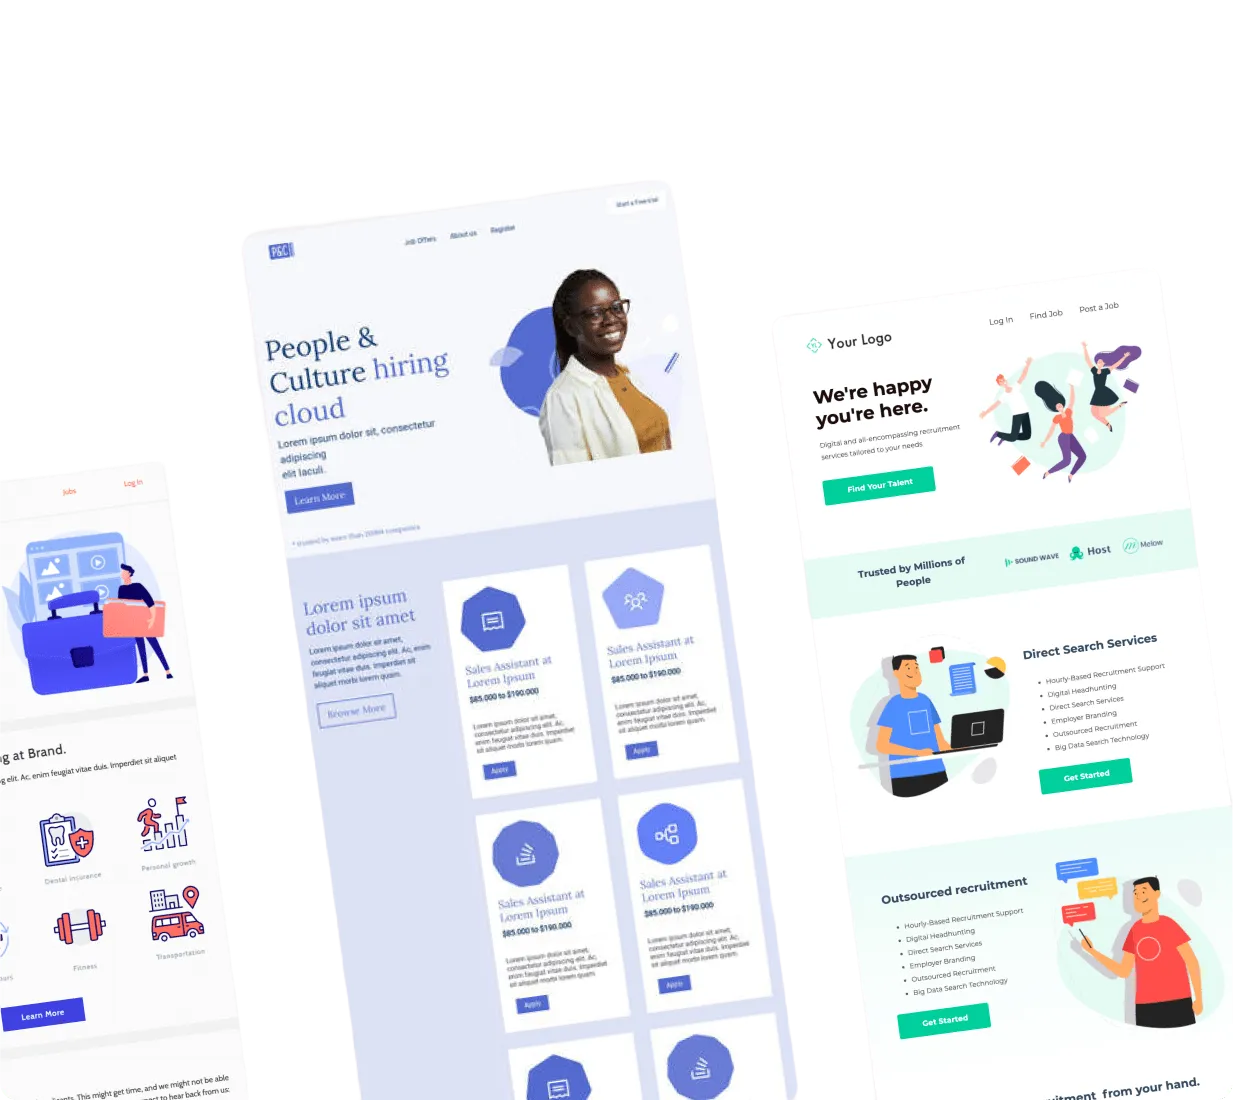 Jobs
Log In
g at Brand.
g elit. Ac, enim feugiat vitae duis. Imperdiet sit aliquet
Dental insurance
Personal growth
Fitness
Transportation
Learn More
cants. This might get time, and we might not be able
to hear back from us:
P&C
Job Offers
About us
Register
Start a Free trial
People &
Culture hiring
cloud
Lorem ipsum dolor sit, consectetur
adipiscing
elit Iaculi.
Learn More
* trusted by more than companies
Lorem ipsum
dolor sit amet
Lorem ipsum dolor sit amet,
consectetur adipiscing elit. Ac, enim
feugiat vitae duis. Imperdiet sit
aliquet morbi lorem quam.
Browse More
Sales Assistant at
Lorem Ipsum
$85.000 to $190.000
Lorem ipsum dolor sit amet,
consectetur adipiscing elit. Ac,
enim feugiat vitae duis. Imperdiet
sit aliquet morbi lorem quam.
Apply
Sales Assistant at
Lorem Ipsum
$85.000 to $190.000
Lorem ipsum dolor sit amet,
consectetur adipiscing elit. Ac,
enim feugiat vitae duis. Imperdiet
sit aliquet morbi lorem quam.
Apply
Sales Assistant at
Lorem Ipsum
$85.000 to $190.000
Lorem ipsum dolor sit amet,
consectetur adipiscing elit. Ac,
enim feugiat vitae duis. Imperdiet
sit aliquet morbi lorem quam.
Apply
Sales Assistant at
Lorem Ipsum
$85.000 to $190.000
Lorem ipsum dolor sit amet,
consectetur adipiscing elit. Ac,
enim feugiat vitae duis. Imperdiet
sit aliquet morbi lorem quam.
Apply
Your Logo
Log In
Find Job
Post a Job
We're happy
you're here.
Digital and all-encompassing recruitment
services tailored to your needs
Find Your Talent
Trusted by Millions of
People
SOUND WAVE
Host
Melow
Direct Search Services
• Hourly-Based Recruitment Support
• Digital Headhunting
• Direct Search Services
• Employer Branding
• Outsourced Recruitment
• Big Data Search Technology
Get Started
Outsourced recruitment
• Hourly-Based Recruitment Support
• Digital Headhunting
• Direct Search Services
• Employer Branding
• Outsourced Recruitment
• Big Data Search Technology
Get Started
uitment from your hand.